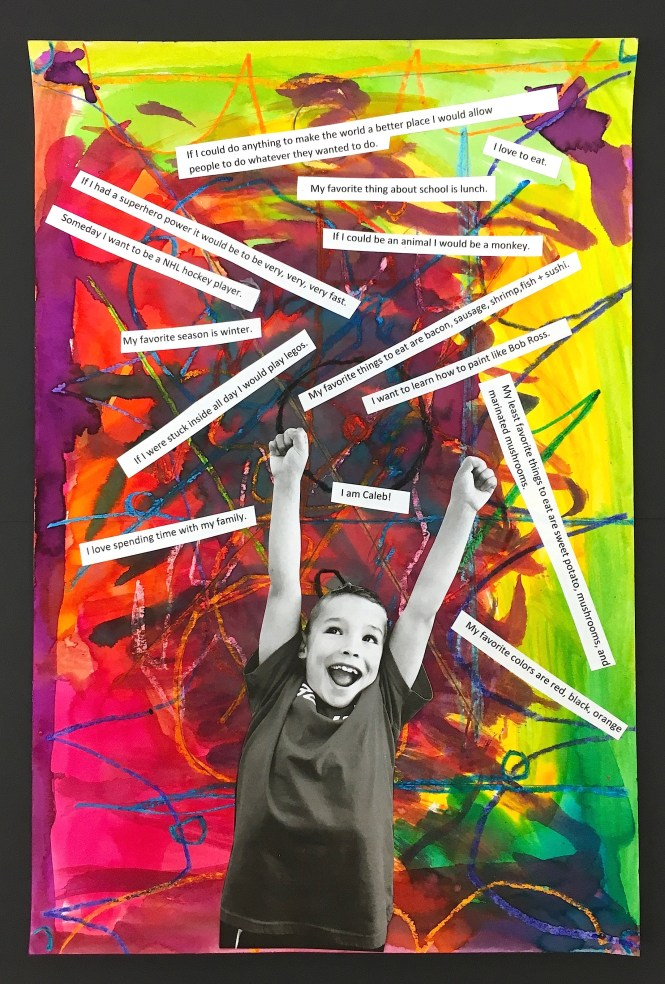 If I could do anything to make the world a better place I would allow
people to do whatever they wanted to do.
I love to eat.
My favorite thing about school is lunch.
If I had a superhero power it would be to be very, very, very fast.
Someday I want to be a NHL hockey player.
If I could be an animal I would be a monkey.
My favorite season is winter.
My favorite things to eat are bacon, sausage, shrimp,fish + sushi.
I want to learn how to paint like Bob Ross.
If I were stuck inside all day I would play legos.
My least favorite things to eat are sweet potato, mushrooms, and
marinated mushrooms.
I am Caleb!
I love spending time with my family.
My favorite colors are red, black, orange